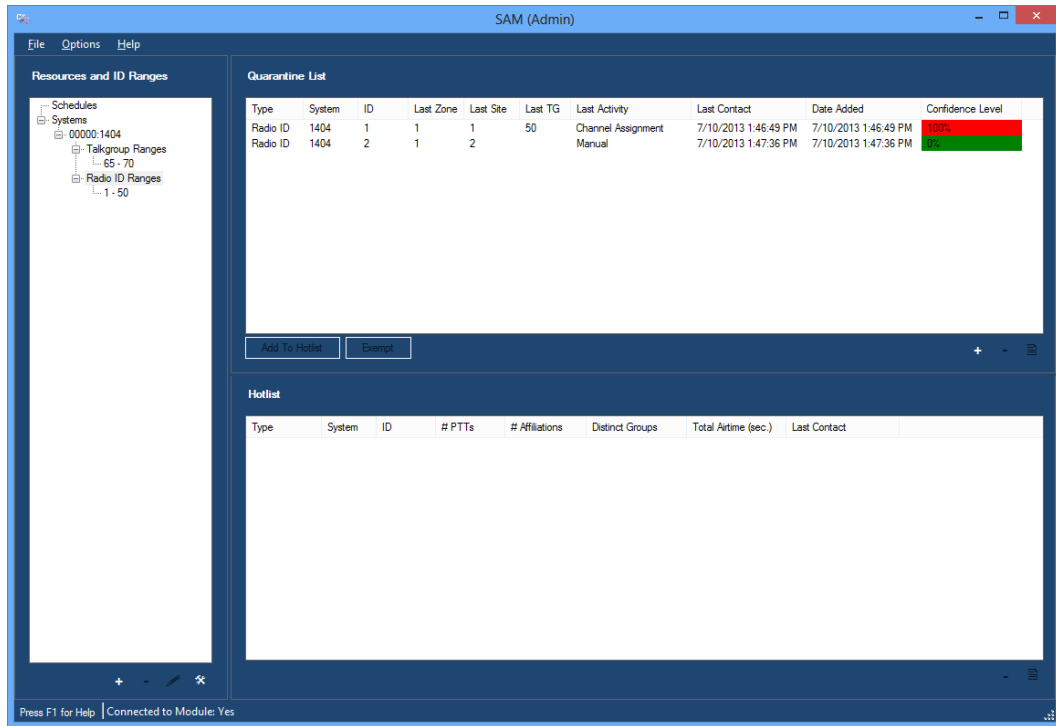 SAM (Admin)
File Options Help
Resources and ID Ranges
Schedules
Systems
00000:1404
Talkgroup Ranges
65 - 70
Radio ID Ranges
1 - 50
Quarantine List
Type System ID Last Zone Last Site Last TG Last Activity Last Contact Date Added Confidence Level
Radio ID 1404 1 1 1 50 Channel Assignment 7/10/2013 1:46:49 PM 7/10/2013 1:46:49 PM 100%
Radio ID 1404 2 1 2 Manual 7/10/2013 1:47:36 PM 7/10/2013 1:47:36 PM 0%
Add To Hotlist Exempt
Hotlist
Type System ID # PTTs # Affiliations Distinct Groups Total Airtime (sec.) Last Contact
Press F1 for Help Connected to Module: Yes